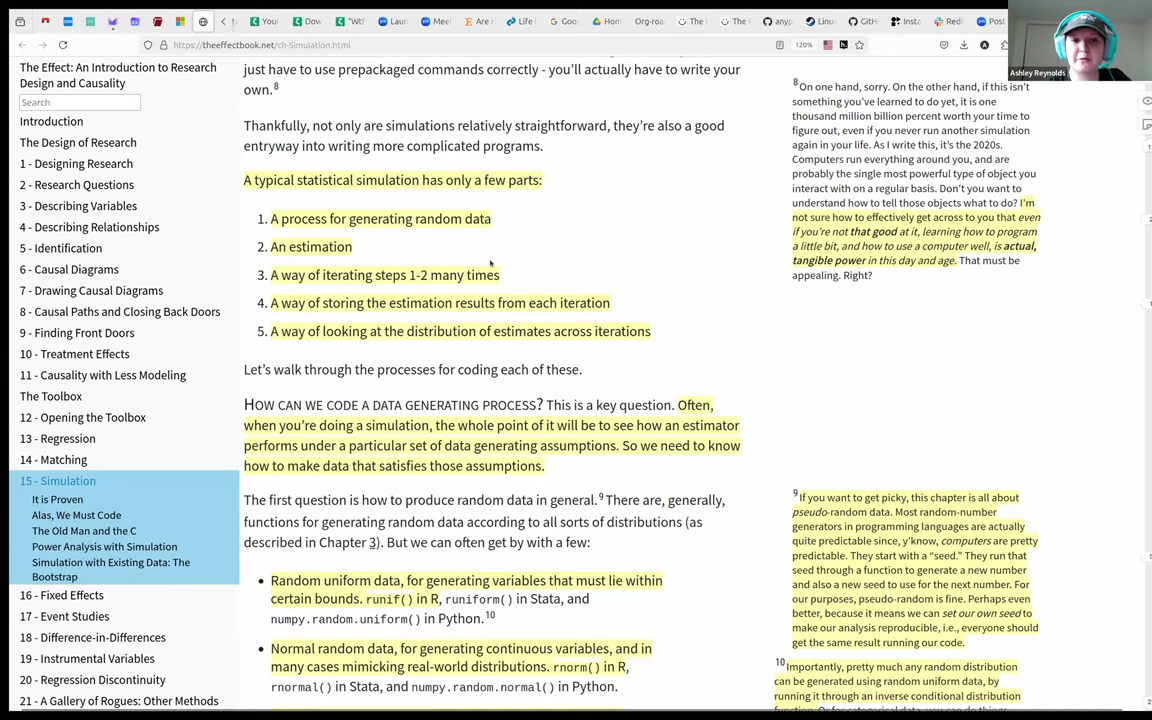 Your
Dow
"Wtf
Laun
Meet
Are r
Life |
Goo
Hom
Org-roa
The |
The |
anyp
Linu
GitH
Insta
Redi
Post
https://theeffectbook.net/ch-Simulation.html
120%
Ashley Reynolds
The Effect: An Introduction to Research
Design and Causality
Search
Introduction
The Design of Research
1 - Designing Research
2 - Research Questions
3 - Describing Variables
4 - Describing Relationships
5 - Identification
6 - Causal Diagrams
7 - Drawing Causal Diagrams
8 - Causal Paths and Closing Back Doors
9 - Finding Front Doors
10 - Treatment Effects
11 - Causality with Less Modeling
The Toolbox
12 - Opening the Toolbox
13 - Regression
14 - Matching
15 - Simulation
It is Proven
Alas, We Must Code
The Old Man and the C
Power Analysis with Simulation
Simulation with Existing Data: The
Bootstrap
16 - Fixed Effects
17 - Event Studies
18 - Difference-in-Differences
19 - Instrumental Variables
20 - Regression Discontinuity
21 - A Gallery of Rogues: Other Methods
just have to use prepackaged commands correctly - you'll actually have to write your
own.8
Thankfully, not only are simulations relatively straightforward, they're also a good
entryway into writing more complicated programs.
A typical statistical simulation has only a few parts:
1. A process for generating random data
2. An estimation
3. A way of iterating steps 1-2 many times
4. A way of storing the estimation results from each iteration
5. A way of looking at the distribution of estimates across iterations
Let's walk through the processes for coding each of these.
HOW CAN WE CODE A DATA GENERATING PROCESS? This is a key question. Often,
when you're doing a simulation, the whole point of it will be to see how an estimator
performs under a particular set of data generating assumptions. So we need to know
how to make data that satisfies those assumptions.
The first question is how to produce random data in general.9 There are, generally,
functions for generating random data according to all sorts of distributions (as
described in Chapter 3). But we can often get by with a few:
• Random uniform data, for generating variables that must lie within
certain bounds. runif() in R, runiform() in Stata, and
numpy.random.uniform() in Python.10
• Normal random data, for generating continuous variables, and in
many cases mimicking real-world distributions. rnorm() in R,
rnormal() in Stata, and numpy.random.normal() in Python.
8 On one hand, sorry. On the other hand, if this isn't
something you've learned to do yet, it is one
thousand million billion percent worth your time to
figure out, even if you never run another simulation
again in your life. As I write this, it's the 2020s.
Computers run everything around you, and are
probably the single most powerful type of object you
interact with on a regular basis. Don't you want to
understand how to tell those objects what to do? I'm
not sure how to effectively get across to you that even
if you're not that good at it, learning how to program
a little bit, and how to use a computer well, is actual,
tangible power in this day and age. That must be
appealing. Right?
9 If you want to get picky, this chapter is all about
pseudo-random data. Most random-number
generators in programming languages are actually
quite predictable since, y'know, computers are pretty
predictable. They start with a "seed." They run that
seed through a function to generate a new number
and also a new seed to use for the next number. For
our purposes, pseudo-random is fine. Perhaps even
better, because it means we can set our own seed to
make our analysis reproducible, i.e., everyone should
get the same result running our code.
10 Importantly, pretty much any random distribution
can be generated using random uniform data, by
running it through an inverse conditional distribution